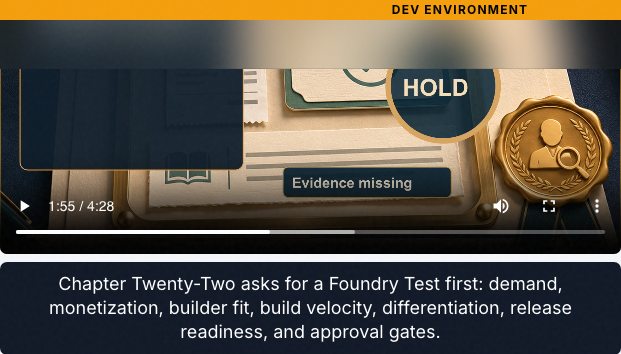 DEV ENVIRONMENT
HOLD
Evidence missing
1:55 / 4:28
Chapter Twenty-Two asks for a Foundry Test first: demand,
monetization, builder fit, build velocity, differentiation, release
readiness, and approval gates.